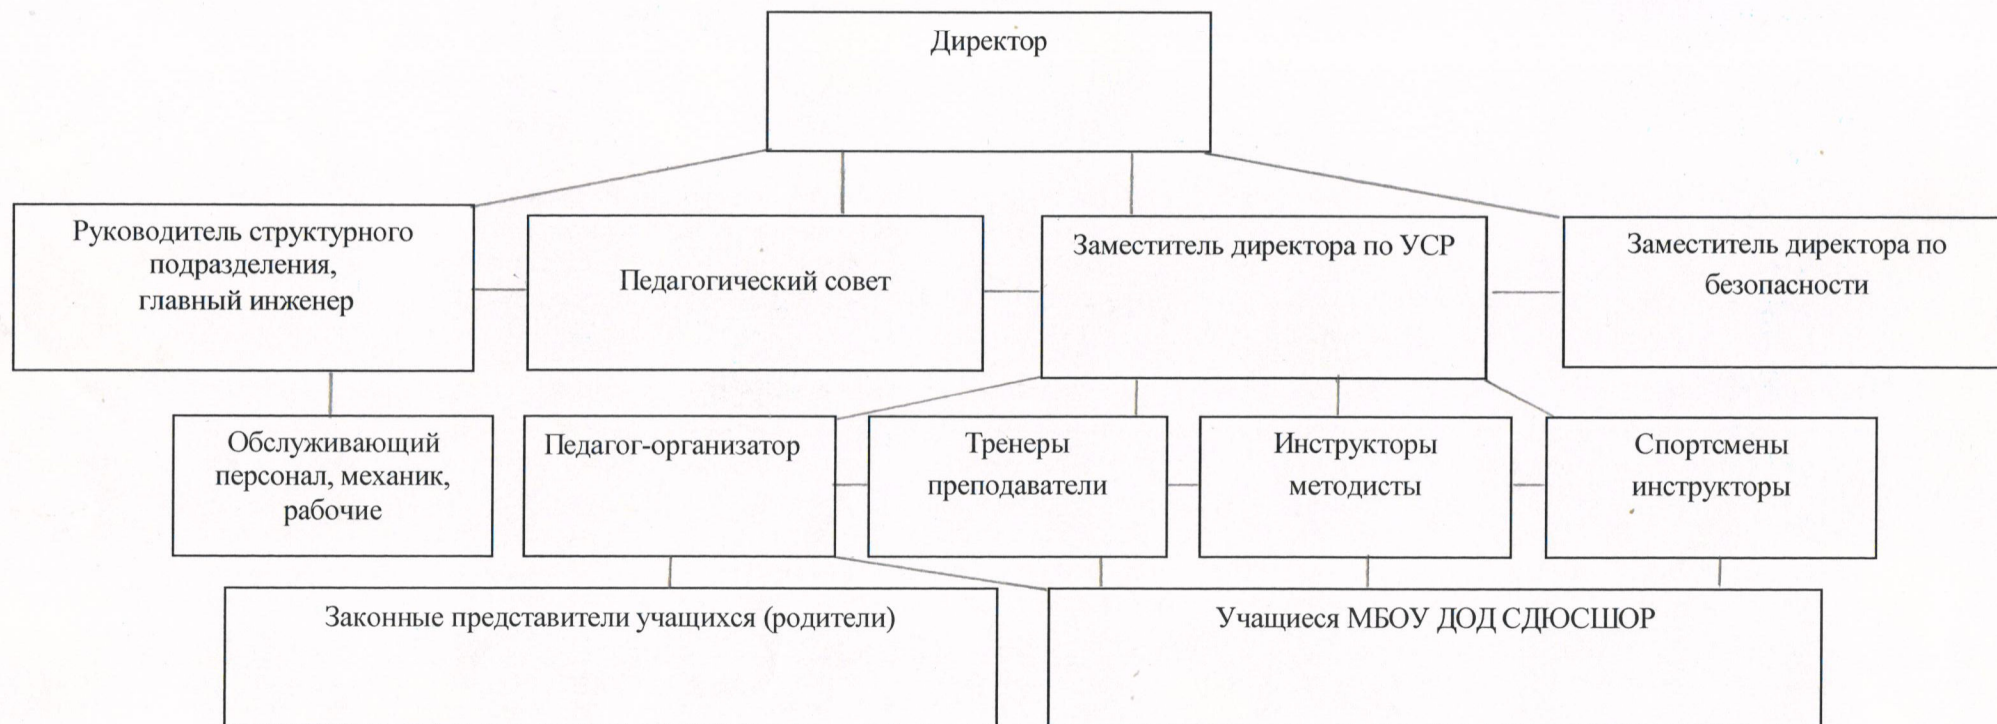 Директор
Руководитель структурного
подразделения,
главный инженер
Педагогический совет
Заместитель директора по УСР
Заместитель директора по
безопасности
Обслуживающий
персонал, механик,
рабочие
Педагог-организатор
Тренеры
преподаватели
Инструкторы
методисты
Спортсмены
инструкторы
Законные представители учащихся (родители)
Учащиеся МБОУ ДОД СДЮСШОР